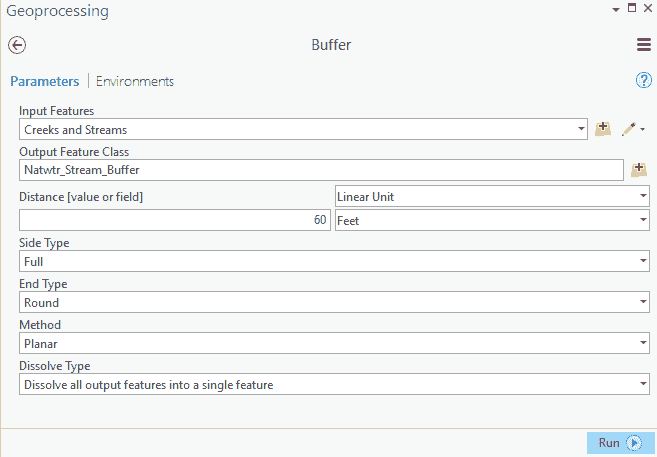 Geoprocessing
Buffer
Parameters | Environments
?
Input Features
Creeks and Streams
Output Feature Class
Natwtr_Stream_Buffer
Distance [value or field] Linear Unit
60 Feet
Side Type
Full
End Type
Round
Method
Planar
Dissolve Type
Dissolve all output features into a single feature
Run